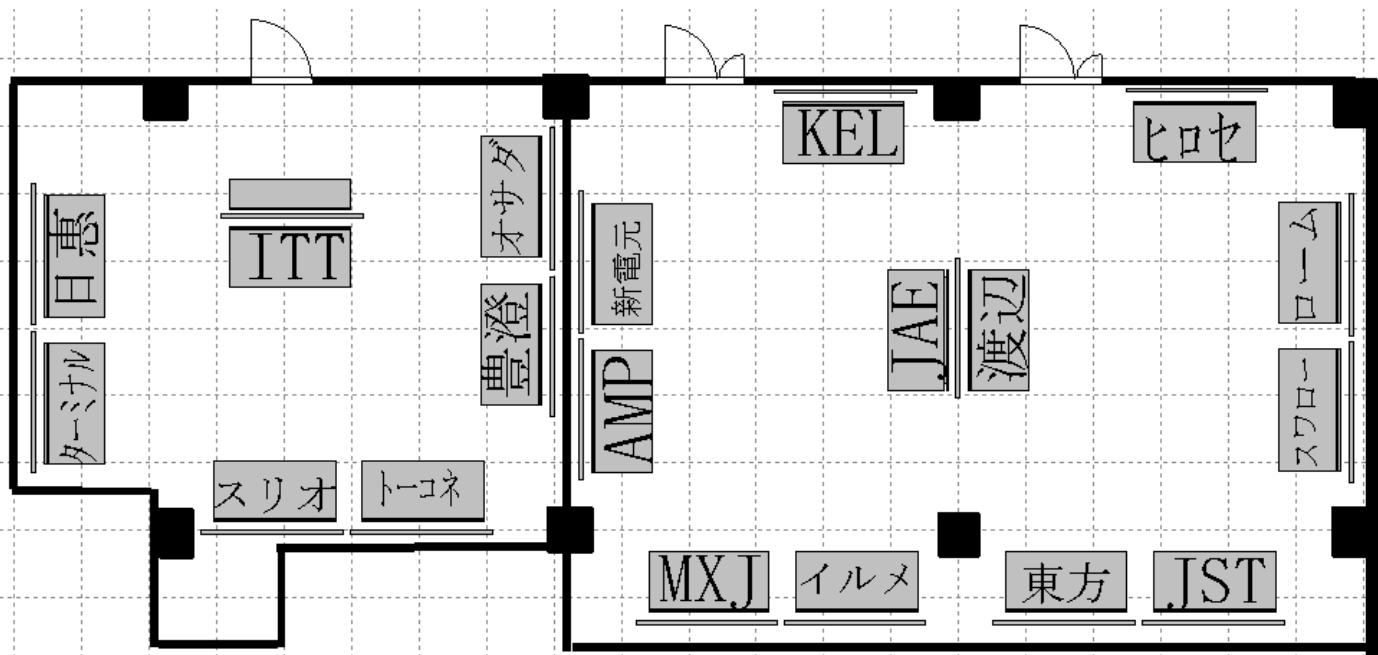 KEL
ヒロセ
オサダ
日恵
ITT
新電元
ローム
豊澄
JAE
渡辺
ターミナル
AMP
スワロー
スリオ
トーコネ
MXJ
イルメ
東方
JST